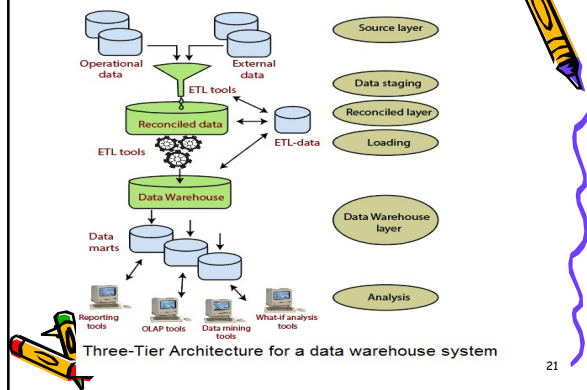 Source layer
Operational
data
External
data
ETL tools
Data staging
Reconciled data
Reconciled layer
ETL tools
ETL-data
Loading
Data Warehouse
Data Warehouse
layer
Data
marts
Analysis
Reporting
tools
OLAP tools
Data mining
tools
What-if analysis
tools
Three-Tier Architecture for a data warehouse system
21